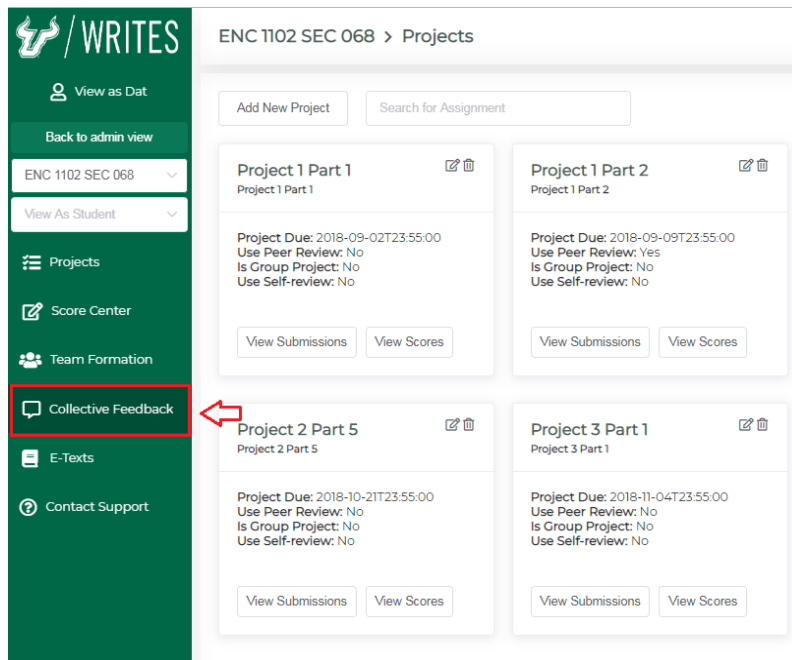 / WRITES
View as Dat
Back to admin view
ENC 1102 SEC 068
View As Student
Projects
Score Center
Team Formation
Collective Feedback
E-Texts
Contact Support
ENC 1102 SEC 068 > Projects
Add New Project
Search for Assignment
Project 1 Part 1
Project 1 Part 1
Project Due: 2018-09-02T23:55:00
Use Peer Review: No
Is Group Project: No
Use Self-review: No
View Submissions
View Scores
Project 1 Part 2
Project 1 Part 2
Project Due: 2018-09-09T23:55:00
Use Peer Review: Yes
Is Group Project: No
Use Self-review: No
View Submissions
View Scores
Project 2 Part 5
Project 2 Part 5
Project Due: 2018-10-21T23:55:00
Use Peer Review: No
Is Group Project: No
Use Self-review: No
View Submissions
View Scores
Project 3 Part 1
Project 3 Part 1
Project Due: 2018-11-04T23:55:00
Use Peer Review: No
Is Group Project: No
Use Self-review: No
View Submissions
View Scores